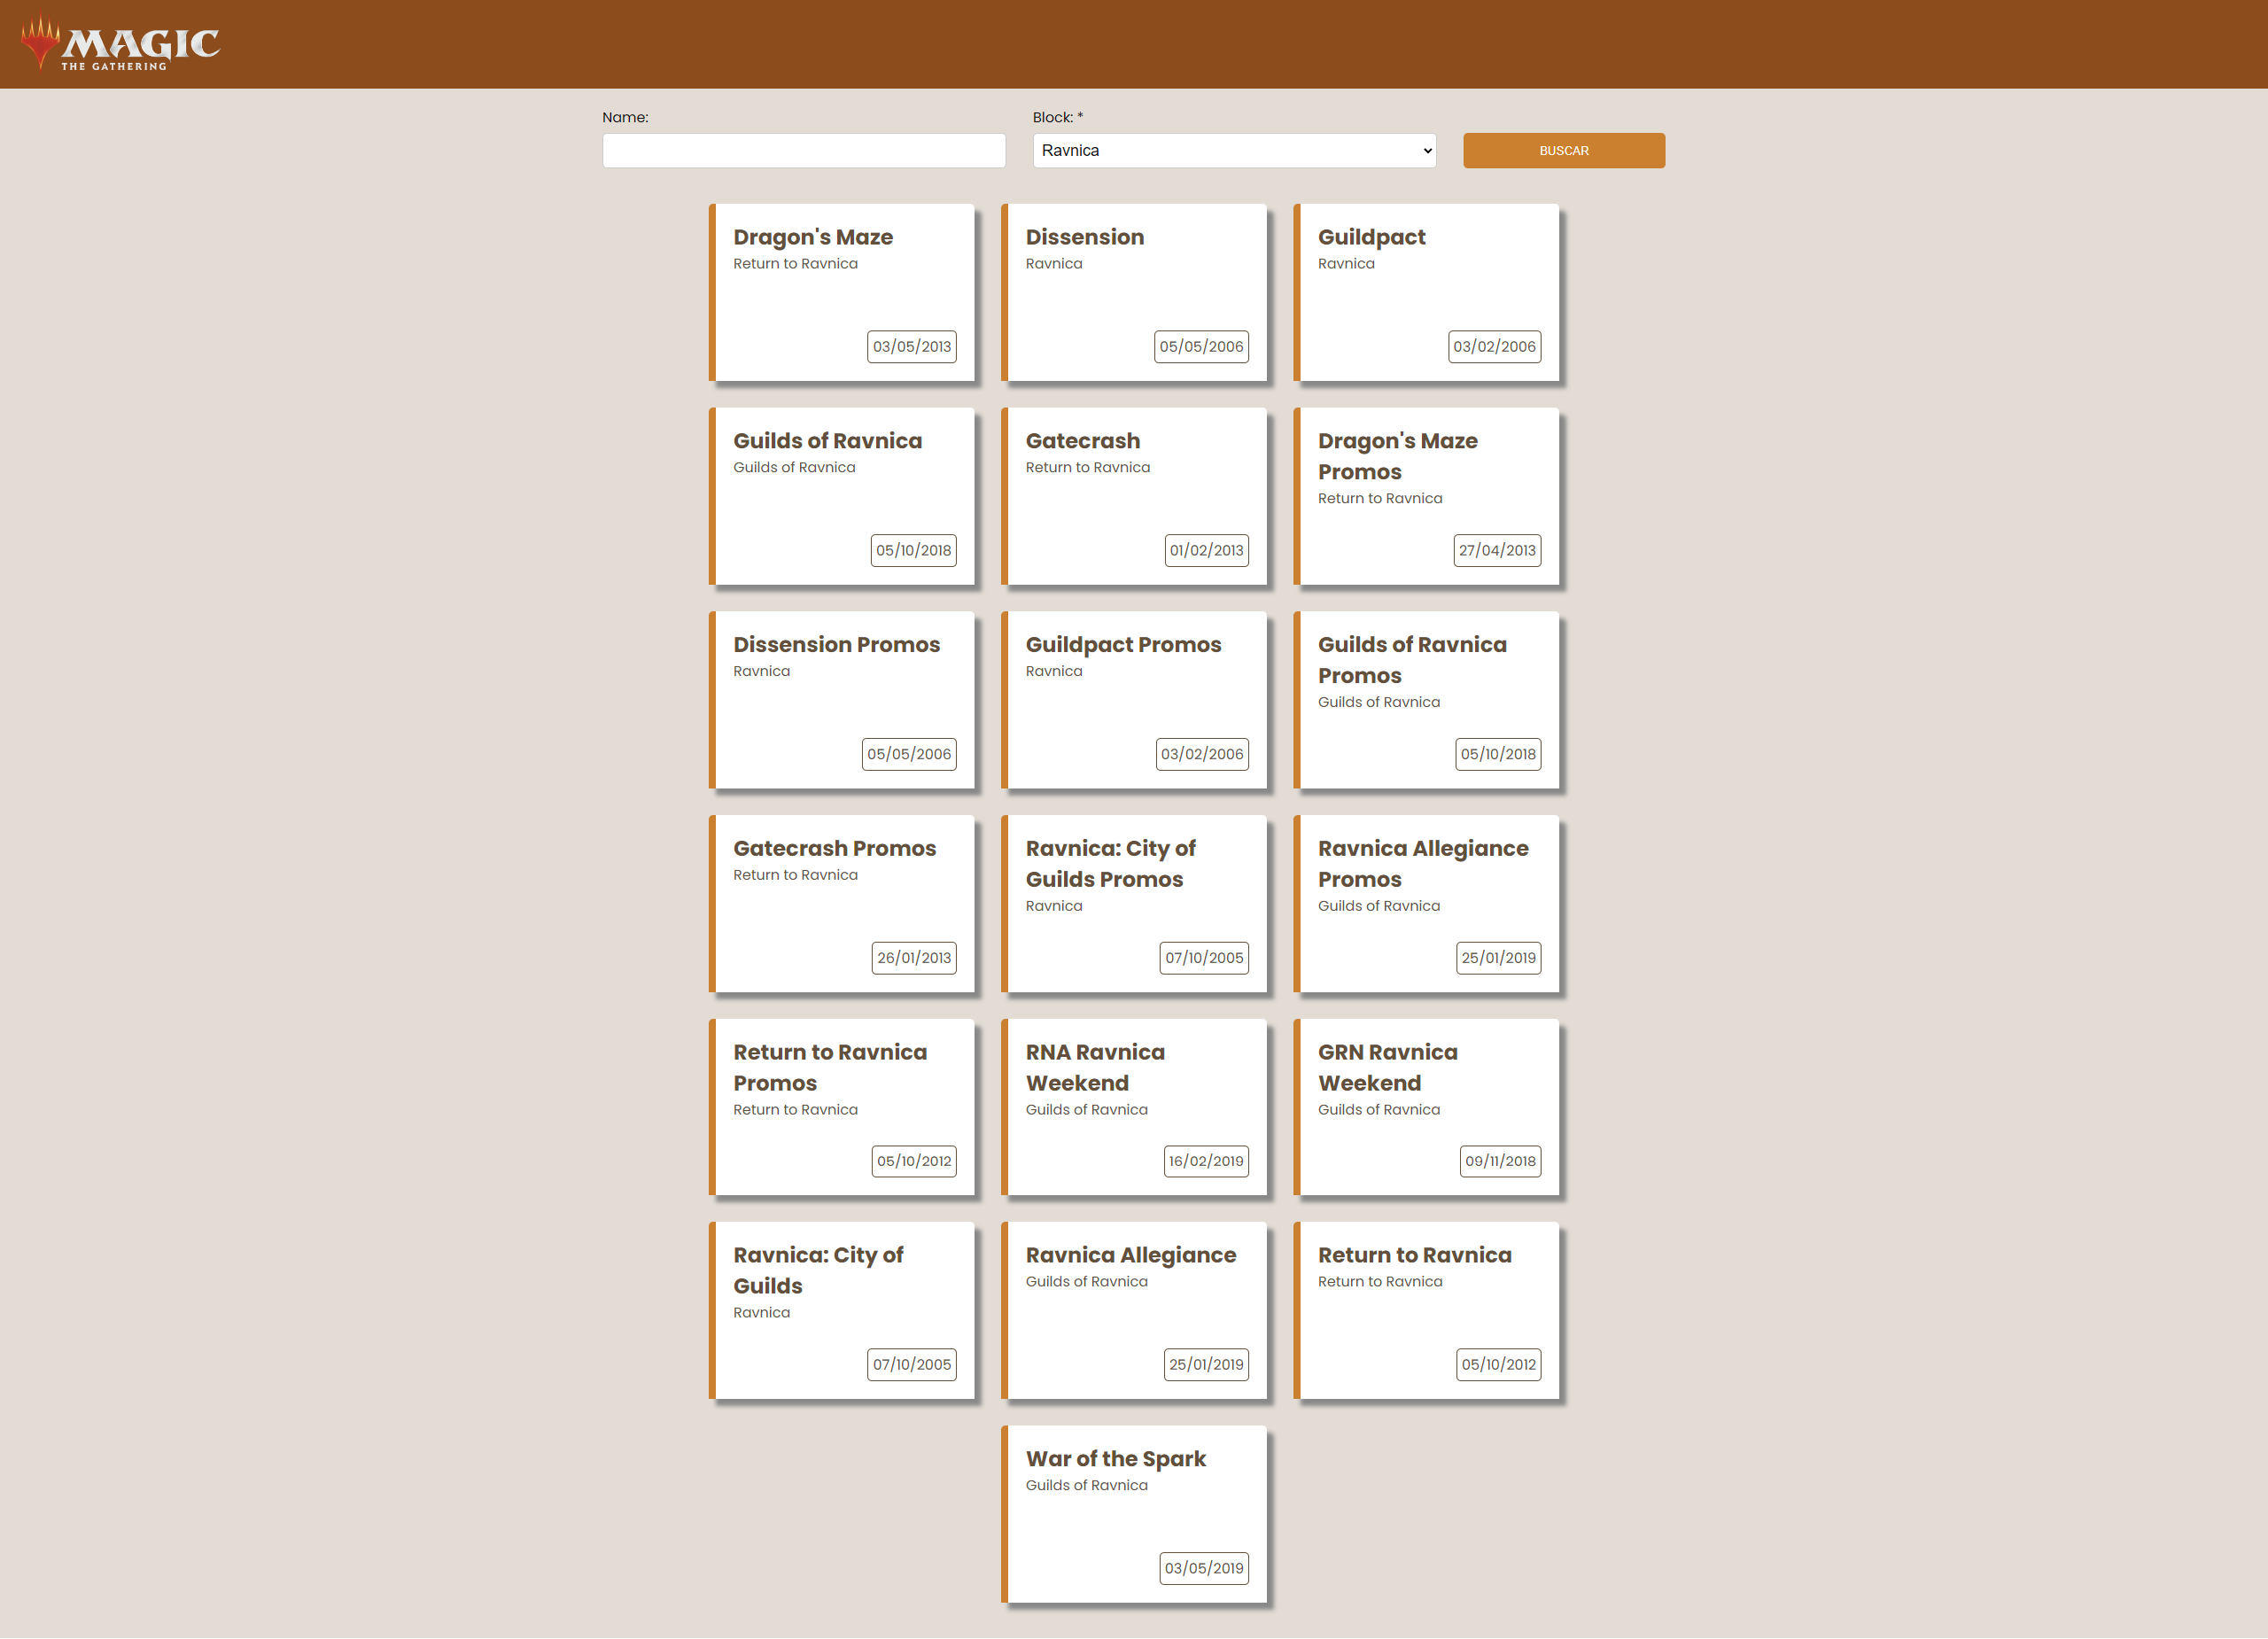 MAGIC
THE GATHERING
Name:
Block: *
Ravnica
BUSCAR
Dragon's Maze
Return to Ravnica
03/05/2013
Dissension
Ravnica
05/05/2006
Guildpact
Ravnica
03/02/2006
Guilds of Ravnica
Guilds of Ravnica
05/10/2018
Gatecrash
Return to Ravnica
01/02/2013
Dragon's Maze
Promos
Return to Ravnica
27/04/2013
Dissension Promos
Ravnica
05/05/2006
Guildpact Promos
Ravnica
03/02/2006
Guilds of Ravnica
Promos
Guilds of Ravnica
05/10/2018
Gatecrash Promos
Return to Ravnica
26/01/2013
Ravnica: City of
Guilds Promos
Ravnica
07/10/2005
Ravnica Allegiance
Promos
Guilds of Ravnica
25/01/2019
Return to Ravnica
Promos
Return to Ravnica
05/10/2012
RNA Ravnica
Weekend
Guilds of Ravnica
16/02/2019
GRN Ravnica
Weekend
Guilds of Ravnica
09/11/2018
Ravnica: City of
Guilds
Ravnica
07/10/2005
Ravnica Allegiance
Guilds of Ravnica
25/01/2019
Return to Ravnica
Return to Ravnica
05/10/2012
War of the Spark
Guilds of Ravnica
03/05/2019